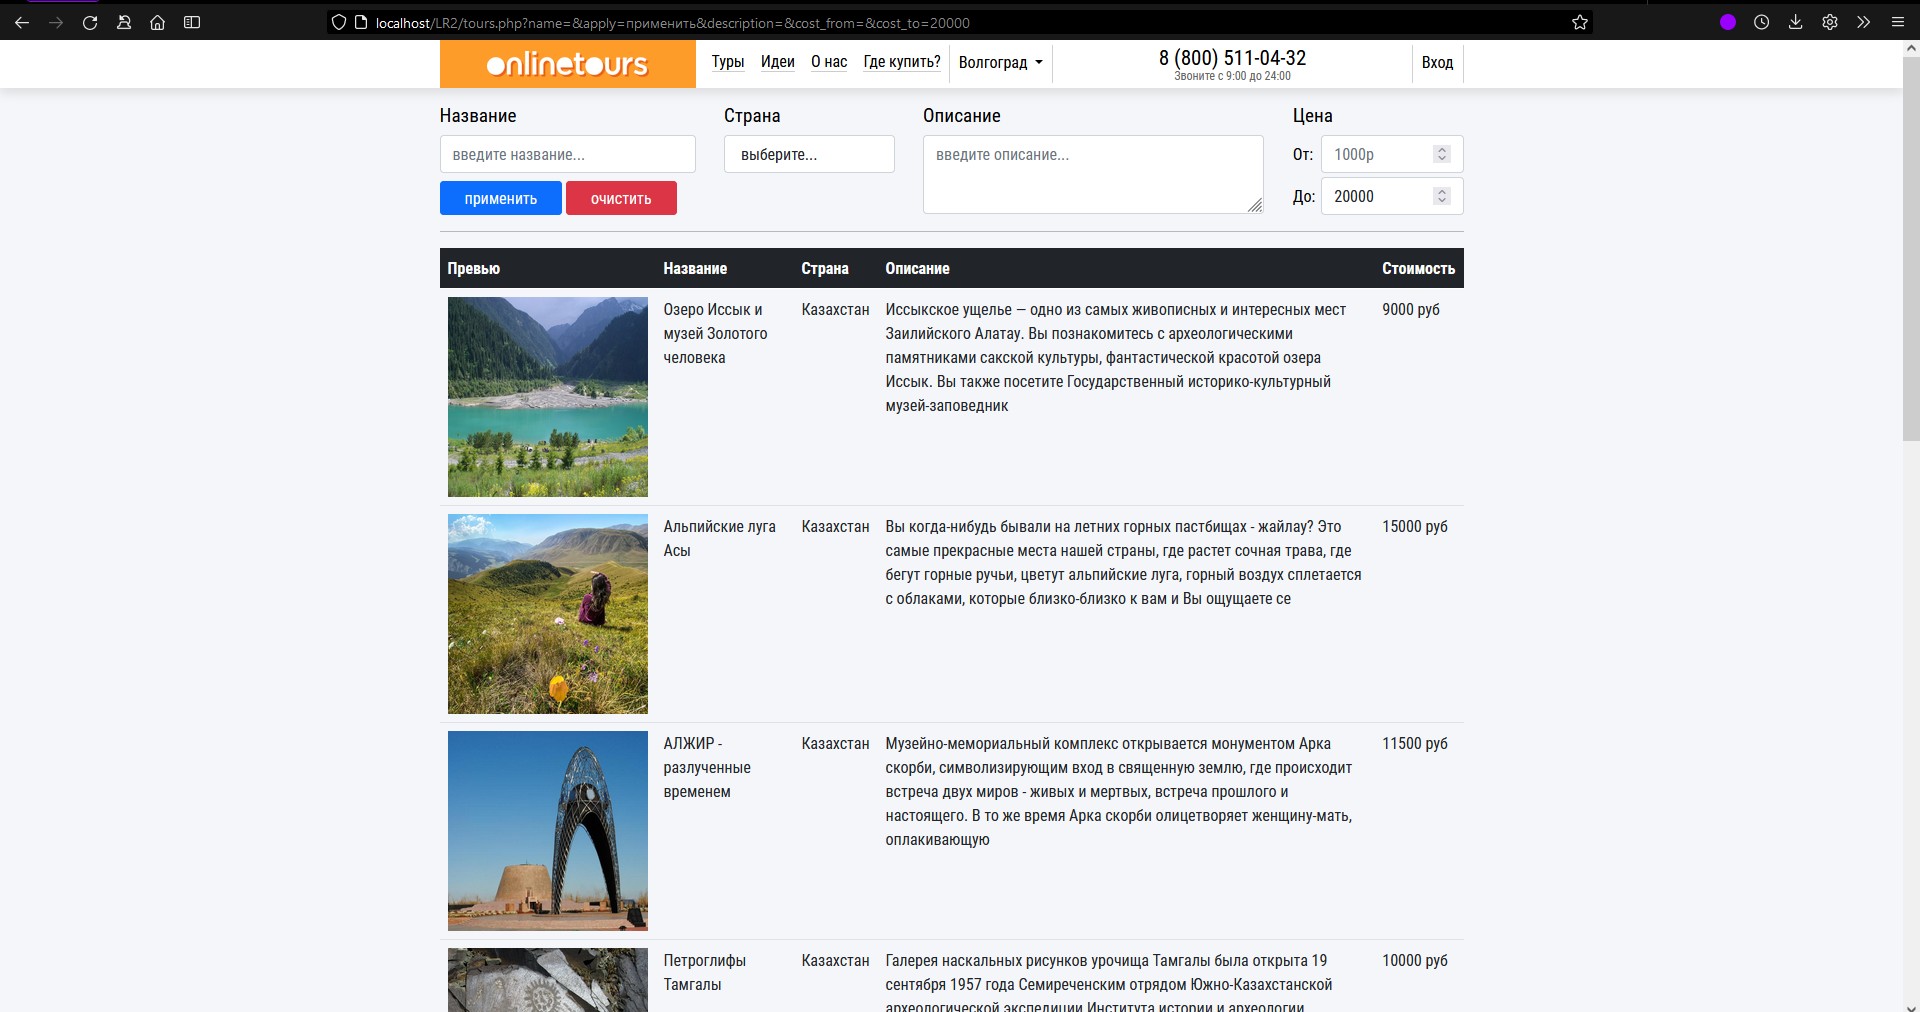 localhost/LR2/tours.php?name=&apply=применить&description=&cost_from=&cost_to=20000
onlinetours
Туры Идеи О нас Где купить? Волгоград
8 (800) 511-04-32
Звоните с 9:00 до 24:00
Вход
Название Страна Описание Цена
введите название... выберите... введите описание... От: 1000р
применить очистить До: 20000
Превью Название Страна Описание Стоимость
Озеро Иссык и музей Золотого человека
Казахстан
Иссыкское ущелье — одно из самых живописных и интересных мест
Заилийского Алатау. Вы познакомитесь с археологическими
памятниками сакской культуры, фантастической красотой озера
Иссык. Вы также посетите Государственный историко-культурный
музей-заповедник
9000 руб
Альпийские луга
Асы
Казахстан
Вы когда-нибудь бывали на летних горных пастбищах - жайлау? Это
самые прекрасные места нашей страны, где растет сочная трава, где
бегут горные ручьи, цветут альпийские луга, горный воздух сплетается
с облаками, которые близко-близко к вам и Вы ощущаете се
15000 руб
АЛЖИР -
разлученные
временем
Казахстан
Музейно-мемориальный комплекс открывается монументом Арка
скорби, символизирующим вход в священную землю, где происходит
встреча двух миров - живых и мертвых, встреча прошлого и
настоящего. В то же время Арка скорби олицетворяет женщину-мать,
оплакивающую
11500 руб
Петроглифы
Тамгалы
Казахстан
Галерея наскальных рисунков урочища Тамгалы была открыта 19
сентября 1957 года Семиреченским отрядом Южно-Казахстанской
археологической экспедиции Института истории и археологии
10000 руб